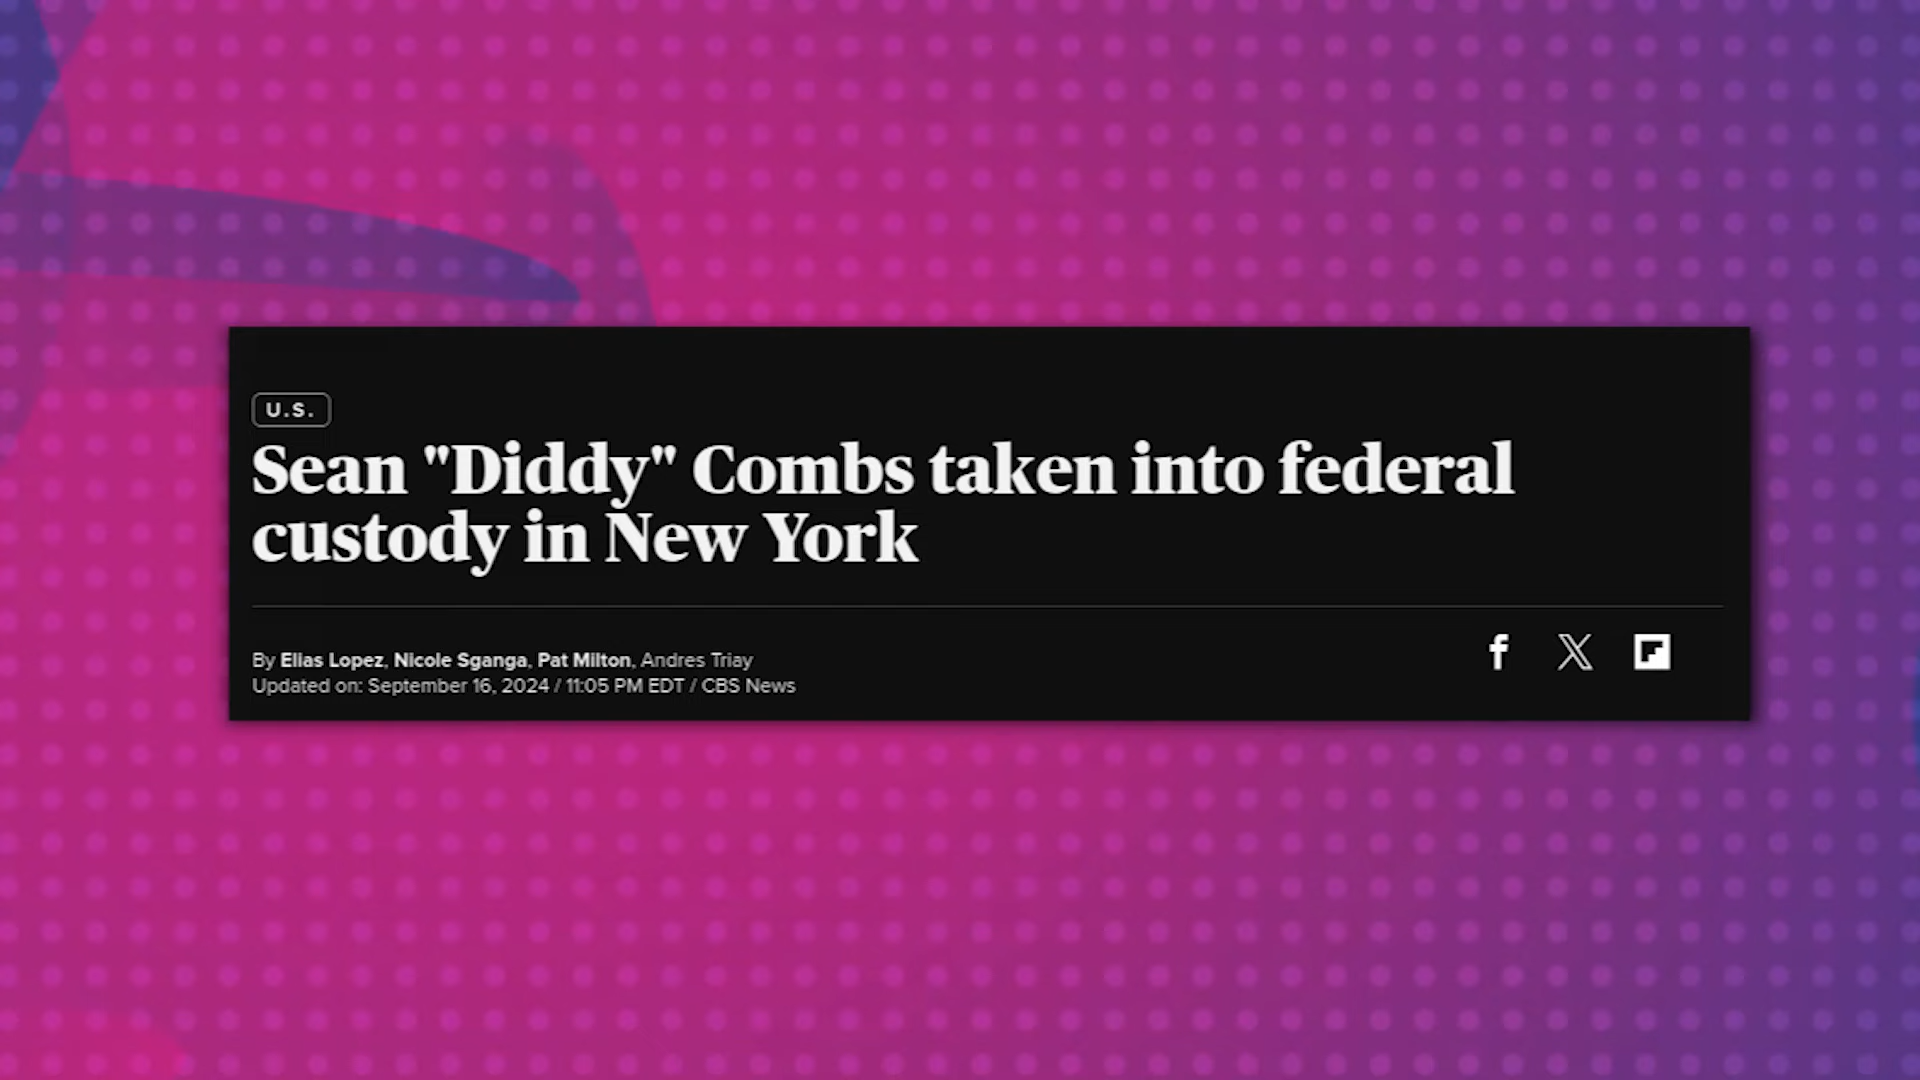 U.S.
Sean "Diddy" Combs taken into federal
custody in New York
By Elias Lopez, Nicole Sganga, Pat Milton, Andres Triay
Updated on: September 16, 2024 / 11:05 PM EDT / CBS News